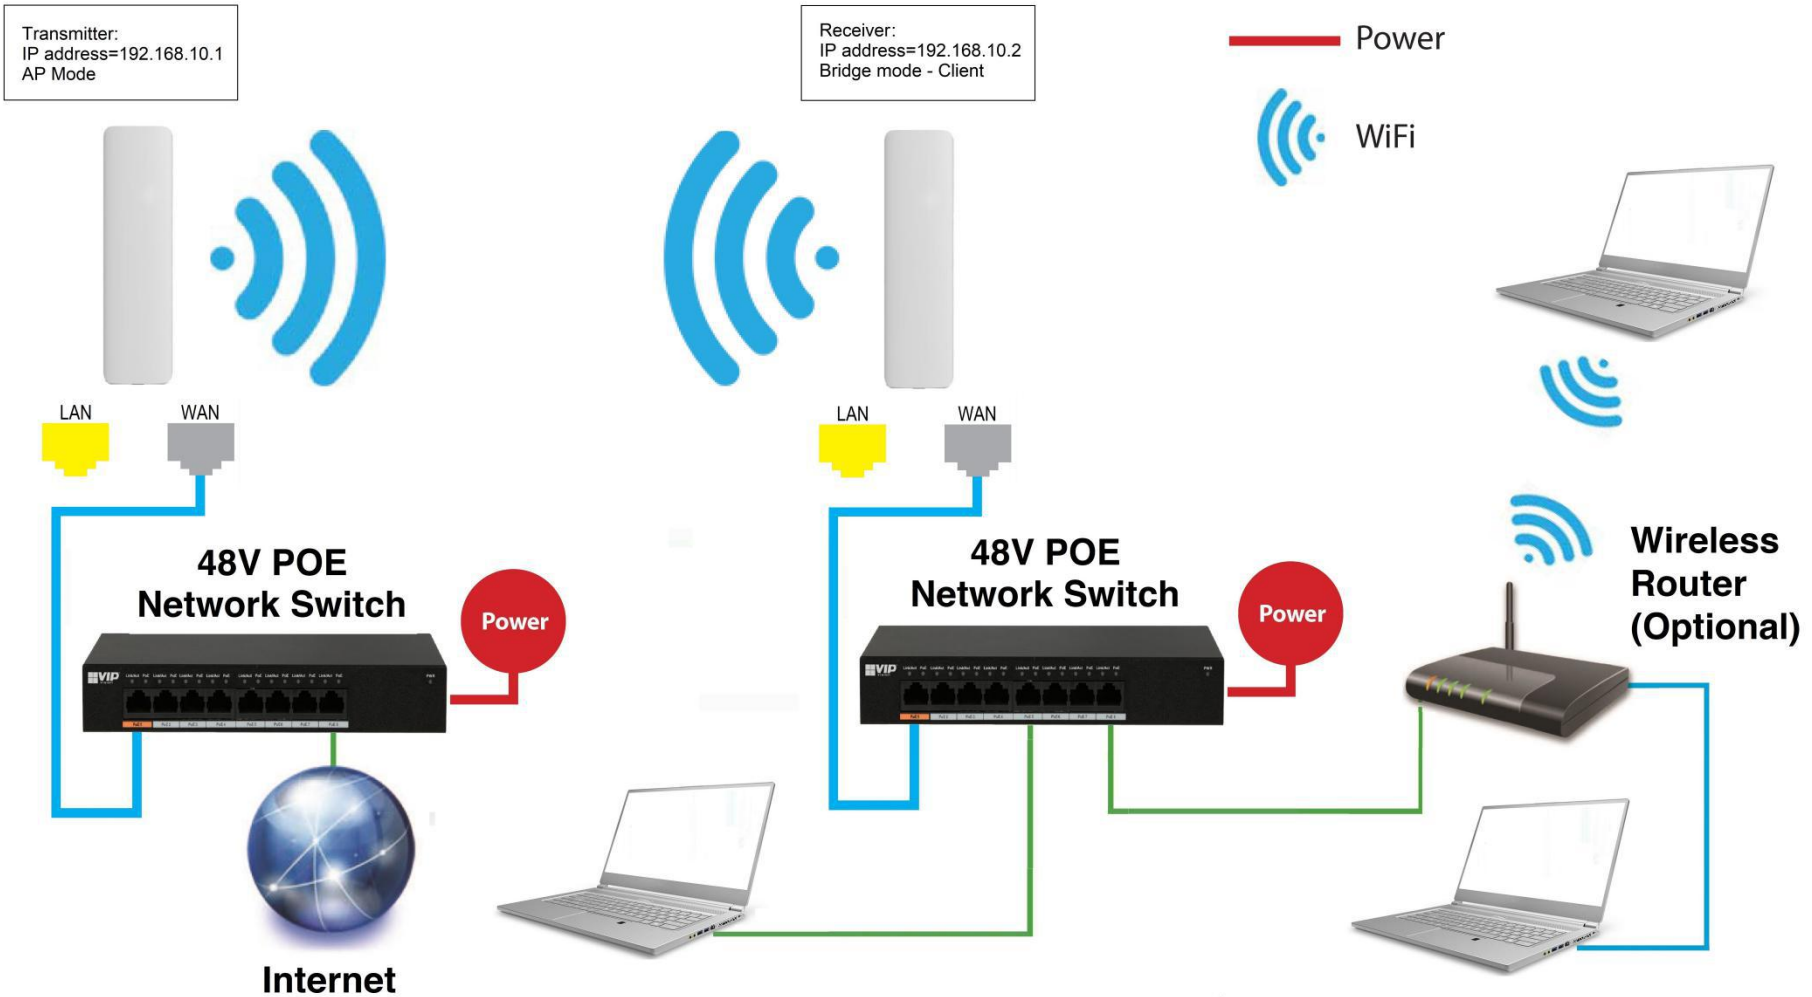 Transmitter:
IP address=192.168.10.1
AP Mode
Receiver:
IP address=192.168.10.2
Bridge mode - Client
Power
WiFi
LAN
WAN
LAN
WAN
48V POE
Network Switch
Power
48V POE
Network Switch
Power
Wireless
Router
(Optional)
VIP
VIP
Internet